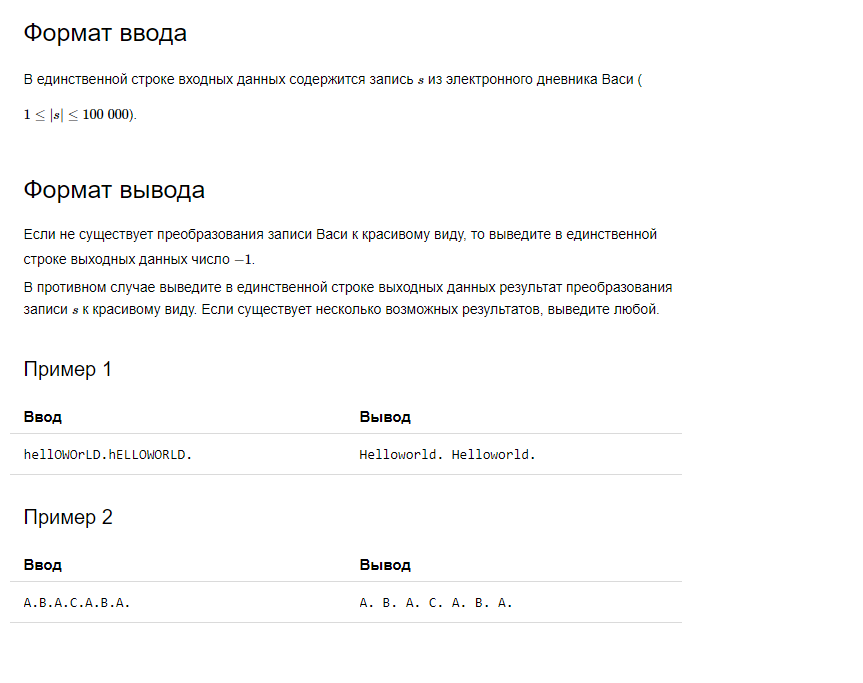 Формат ввода
В единственной строке входных данных содержится запись s из электронного дневника Васи (
1 ≤ |s| ≤ 100 000).
Формат вывода
Если не существует преобразования записи Васи к красивому виду, то выведите в единственной
строке выходных данных число −1.
В противном случае выведите в единственной строке выходных данных результат преобразования
записи s к красивому виду. Если существует несколько возможных результатов, выведите любой.
Пример 1
Ввод Вывод
hellOWOrLD.hELLOWORLD. Helloworld. Helloworld.
Пример 2
Ввод Вывод
A.B.A.C.A.B.A. A. B. A. C. A. B. A.